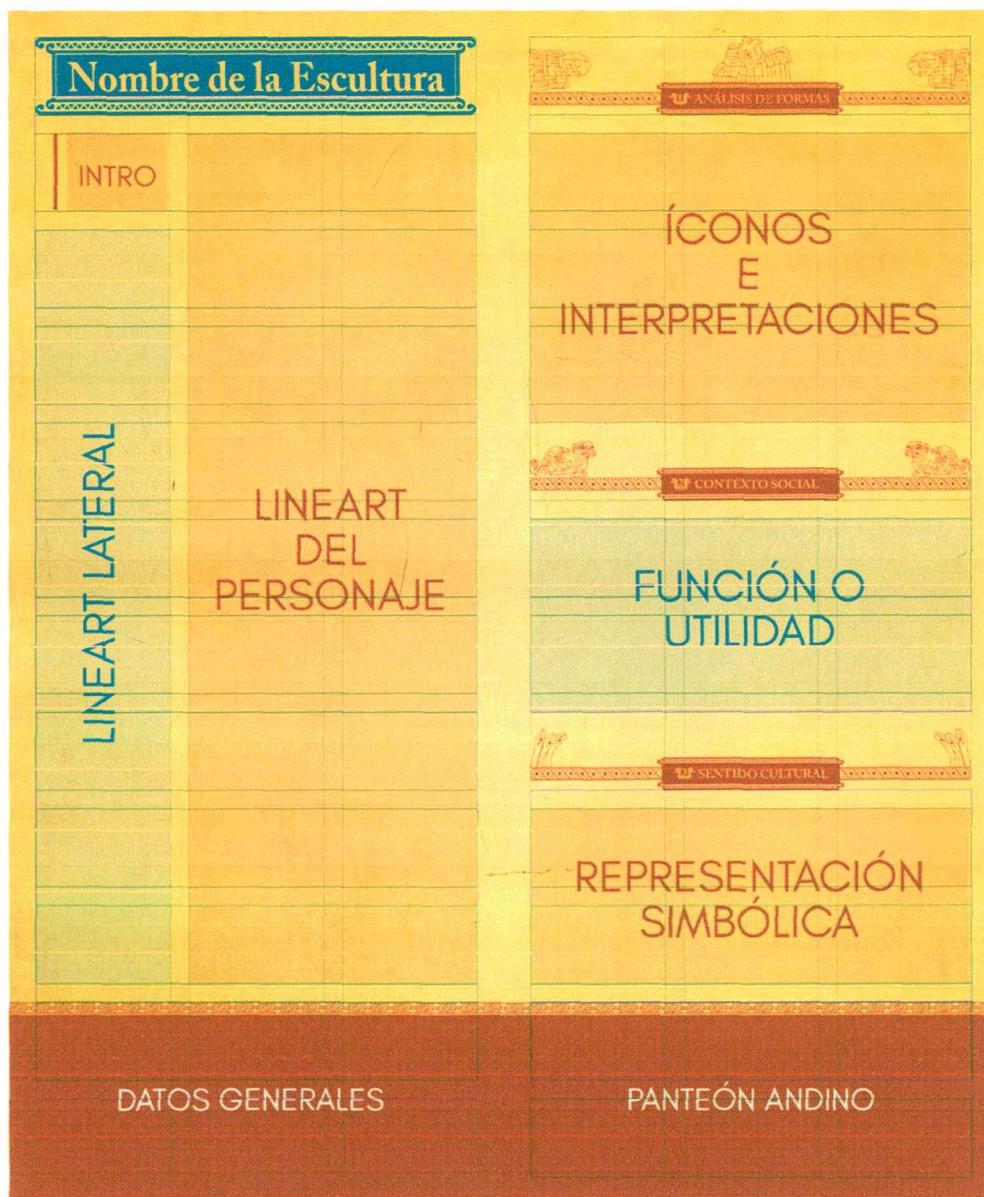 Nombre de la Escultura
INTRO
LINEART LATERAL
LINEART
DEL
PERSONAJE
ANÁLISIS DE FORMAS
ÍCONOS
E
INTERPRETACIONES
CONTEXTO SOCIAL
FUNCIÓN O
UTILIDAD
SENTIDO CULTURAL
REPRESENTACIÓN
SIMBÓLICA
DATOS GENERALES
PANTEÓN ANDINO